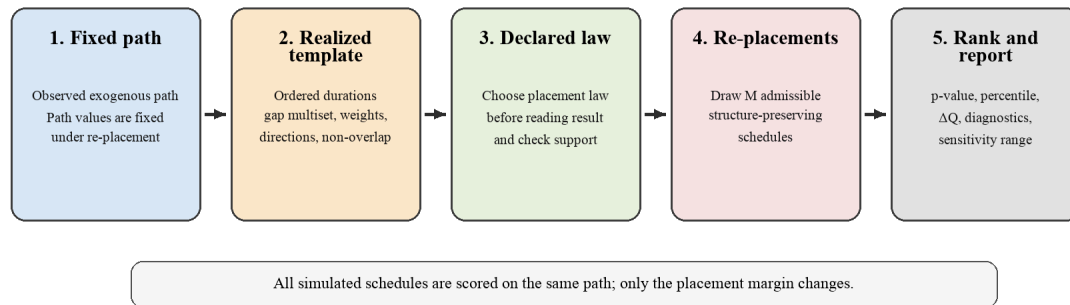 1. Fixed path
Observed exogenous path
Path values are fixed
under re-placement
2. Realized
template
Ordered durations
gap multiset, weights,
directions, non-overlap
3. Declared law
Choose placement law
before reading result
and check support
4. Re-placements
Draw M admissible
structure-preserving
schedules
5. Rank and
report
p-value, percentile,
ΔQ, diagnostics,
sensitivity range
All simulated schedules are scored on the same path; only the placement margin changes.